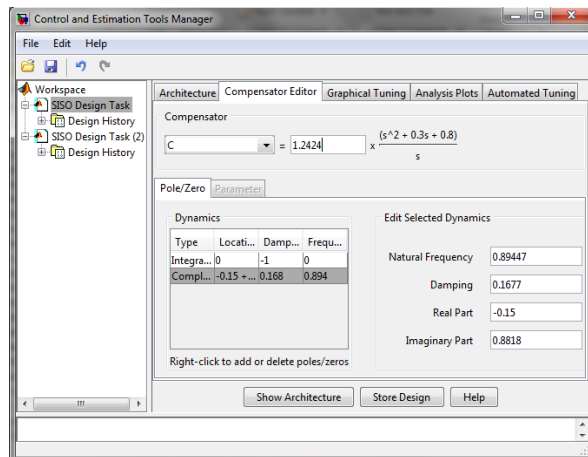 Control and Estimation Tools Manager
File Edit Help
Workspace
SISO Design Task
Design History
SISO Design Task (2)
Design History
Architecture Compensator Editor Graphical Tuning Analysis Plots Automated Tuning
Compensator
C = 1.2424 x (s^2 + 0.3s + 0.8)
s
Pole/Zero Parameter
Dynamics
Type Locati... Damp... Frequ...
Integra... 0 -1 0
Compl... -0.15 +... 0.168 0.894
Right-click to add or delete poles/zeros
Edit Selected Dynamics
Natural Frequency 0.89447
Damping 0.1677
Real Part -0.15
Imaginary Part 0.8818
Show Architecture Store Design Help